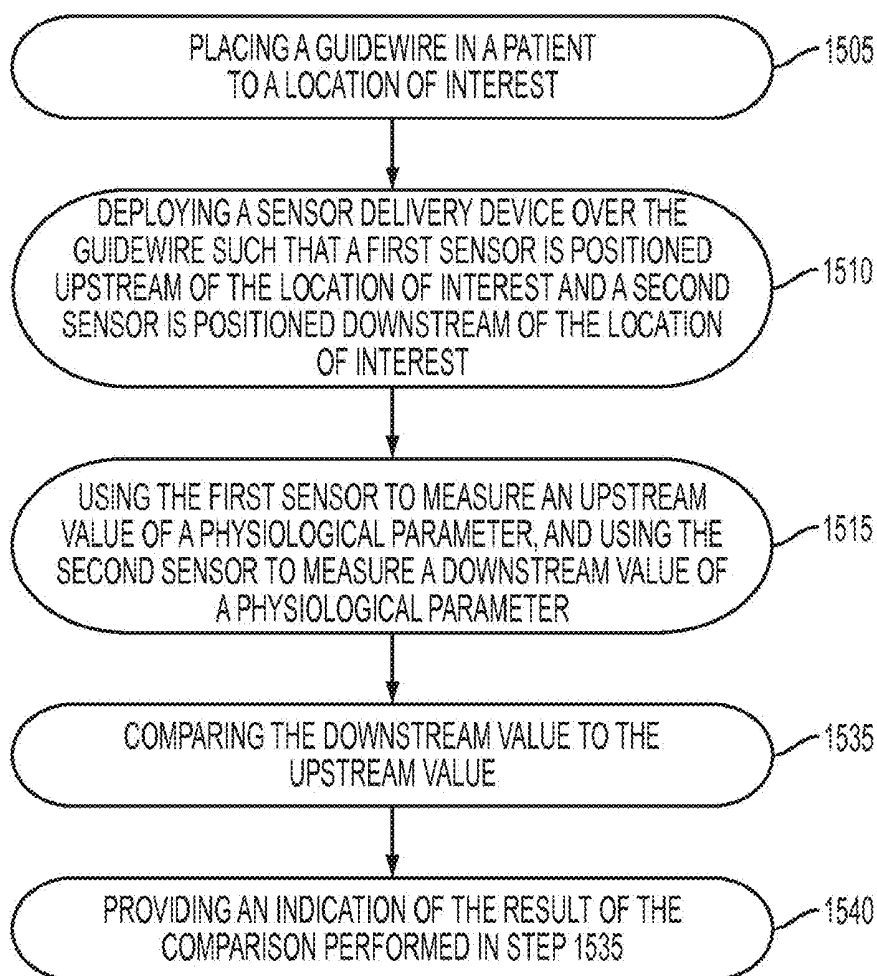 PLACING A GUIDEWIRE IN A PATIENT
TO A LOCATION OF INTEREST
1505
DEPLOYING A SENSOR DELIVERY DEVICE OVER THE
GUIDEWIRE SUCH THAT A FIRST SENSOR IS POSITIONED
UPSTREAM OF THE LOCATION OF INTEREST AND A SECOND
SENSOR IS POSITIONED DOWNSTREAM OF THE LOCATION
OF INTEREST
1510
USING THE FIRST SENSOR TO MEASURE AN UPSTREAM
VALUE OF A PHYSIOLOGICAL PARAMETER, AND USING THE
SECOND SENSOR TO MEASURE A DOWNSTREAM VALUE OF
A PHYSIOLOGICAL PARAMETER
1515
COMPARING THE DOWNSTREAM VALUE TO THE
UPSTREAM VALUE
1535
PROVIDING AN INDICATION OF THE RESULT OF THE
COMPARISON PERFORMED IN STEP 1535
1540